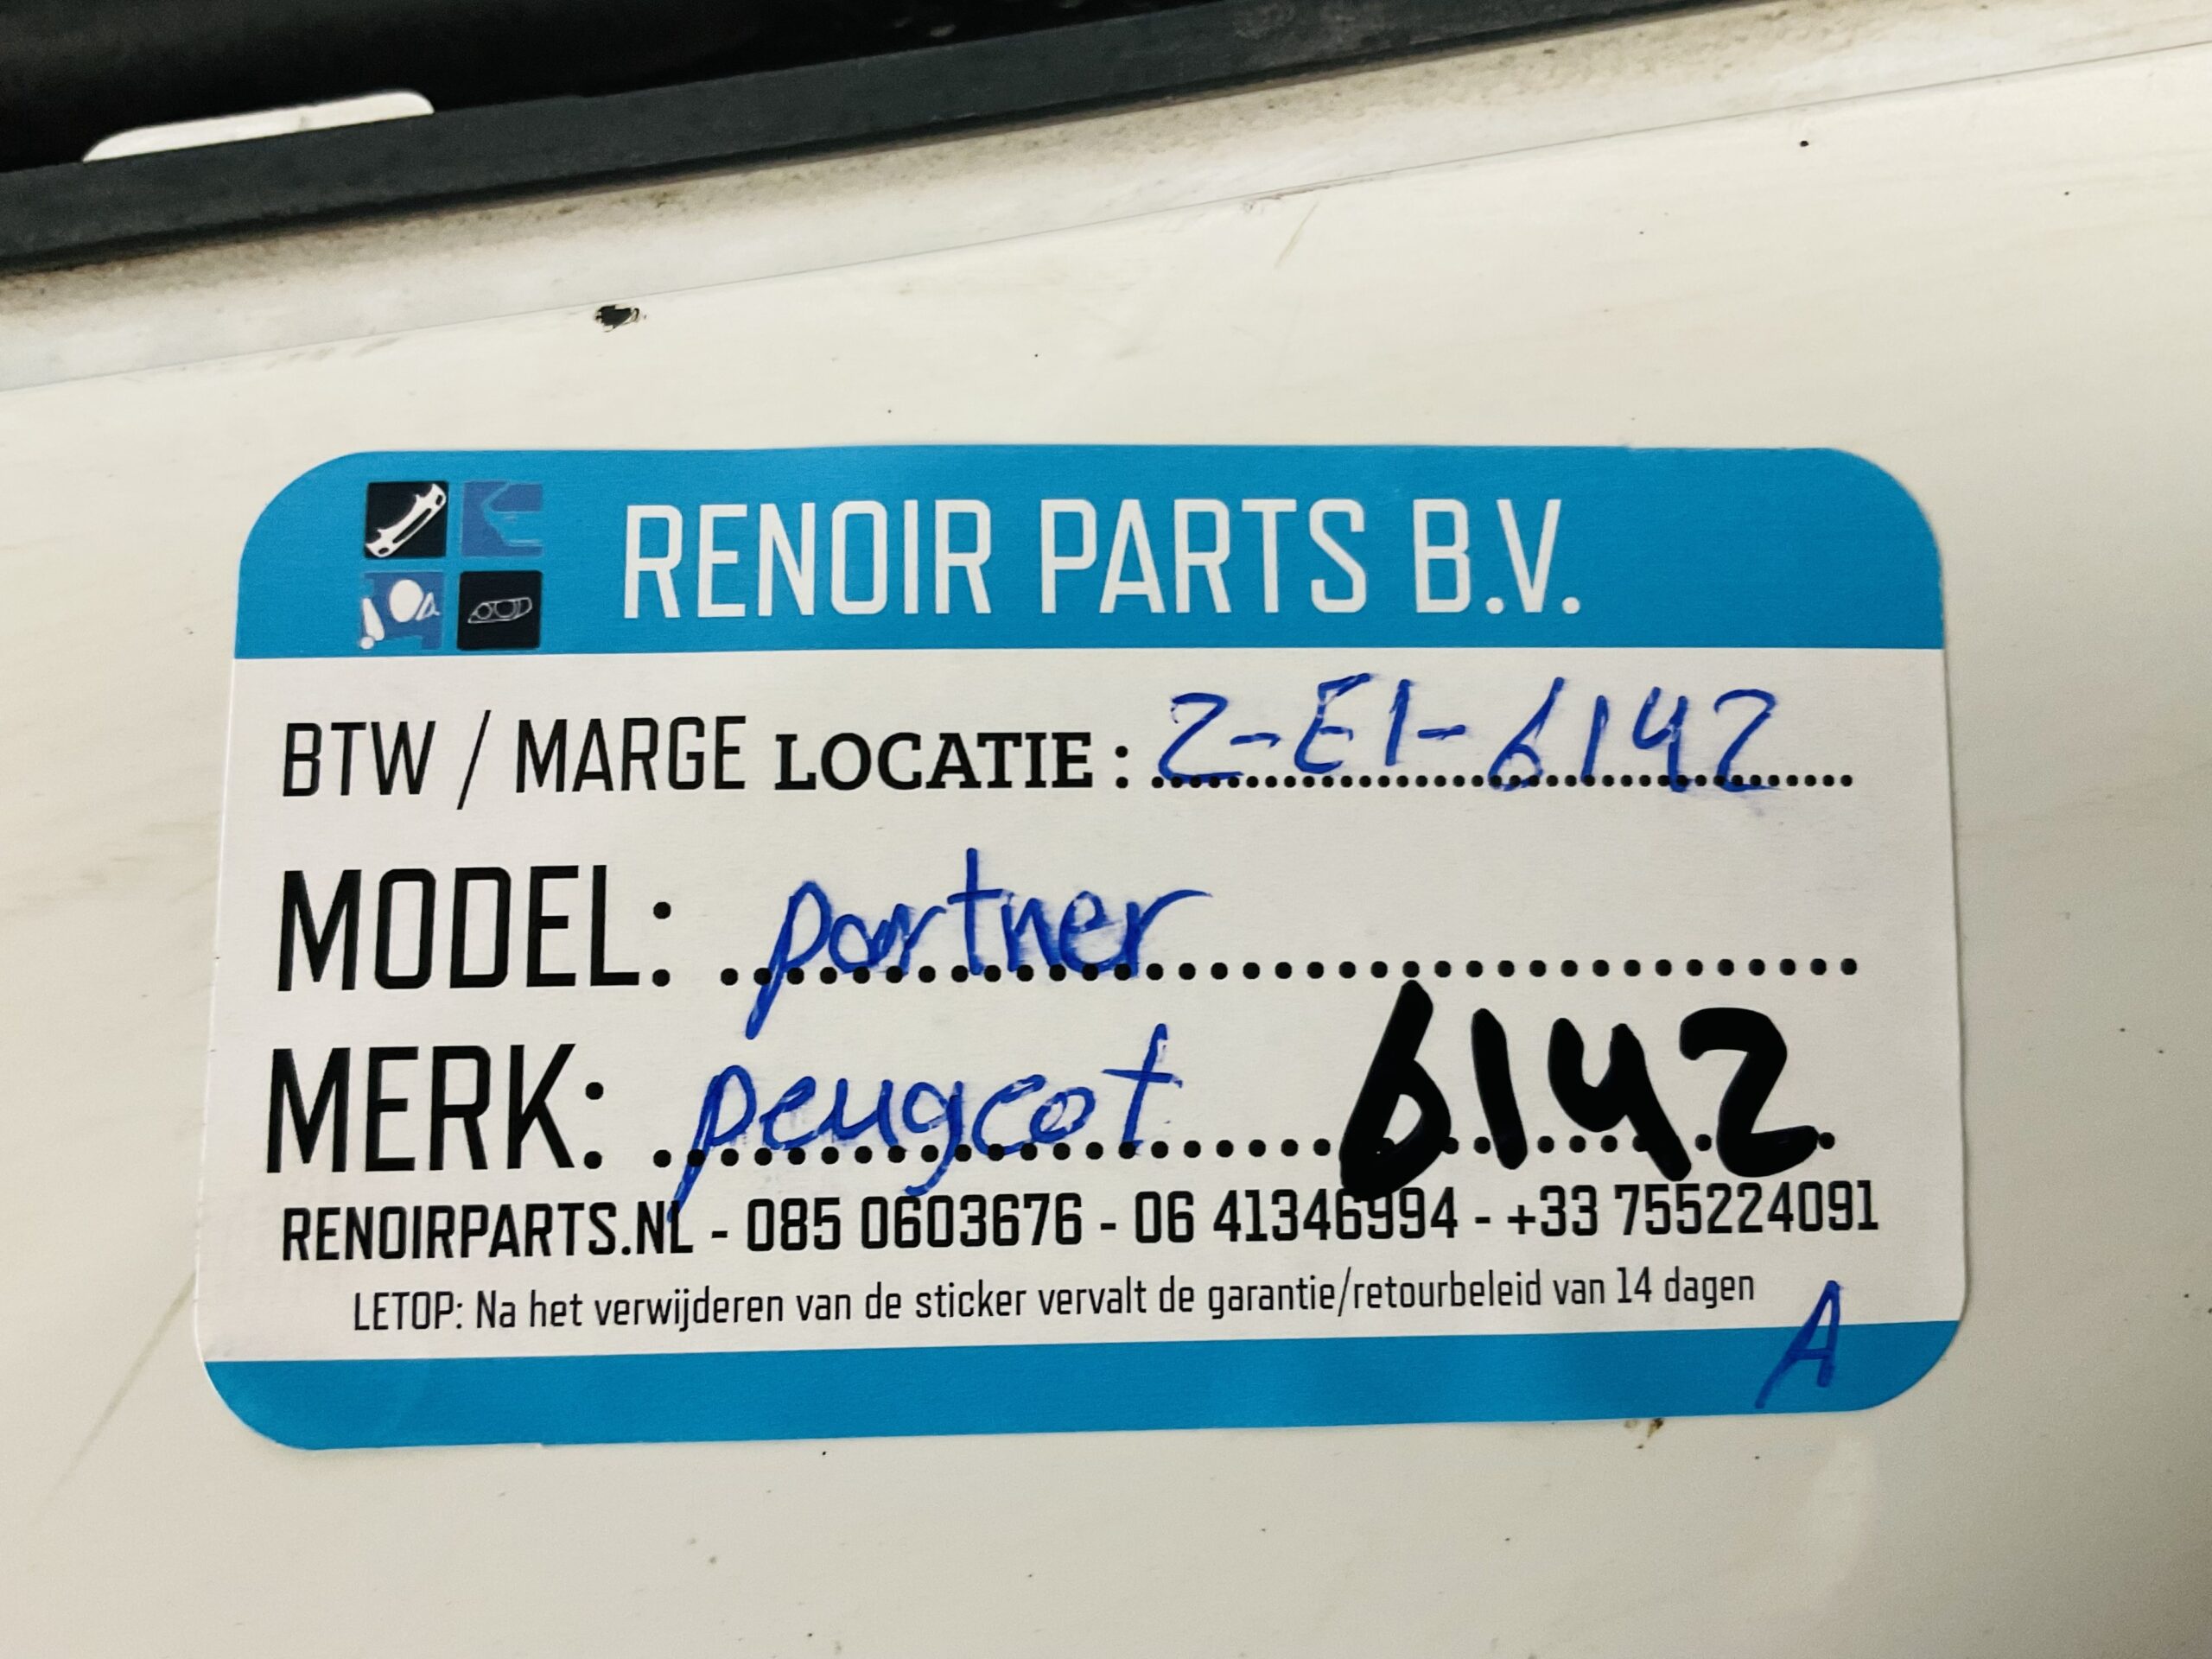 RENOIR PARTS B.V.
BTW / MARGE LOCATIE : 2-E1-6142
MODEL: partner
MERK: peugeot 6142
RENOIRPARTS.NL - 085 0603676 - 06 41346994 - +33 755224091
LETOP: Na het verwijderen van de sticker vervalt de garantie/retourbeleid van 14 dagen
A